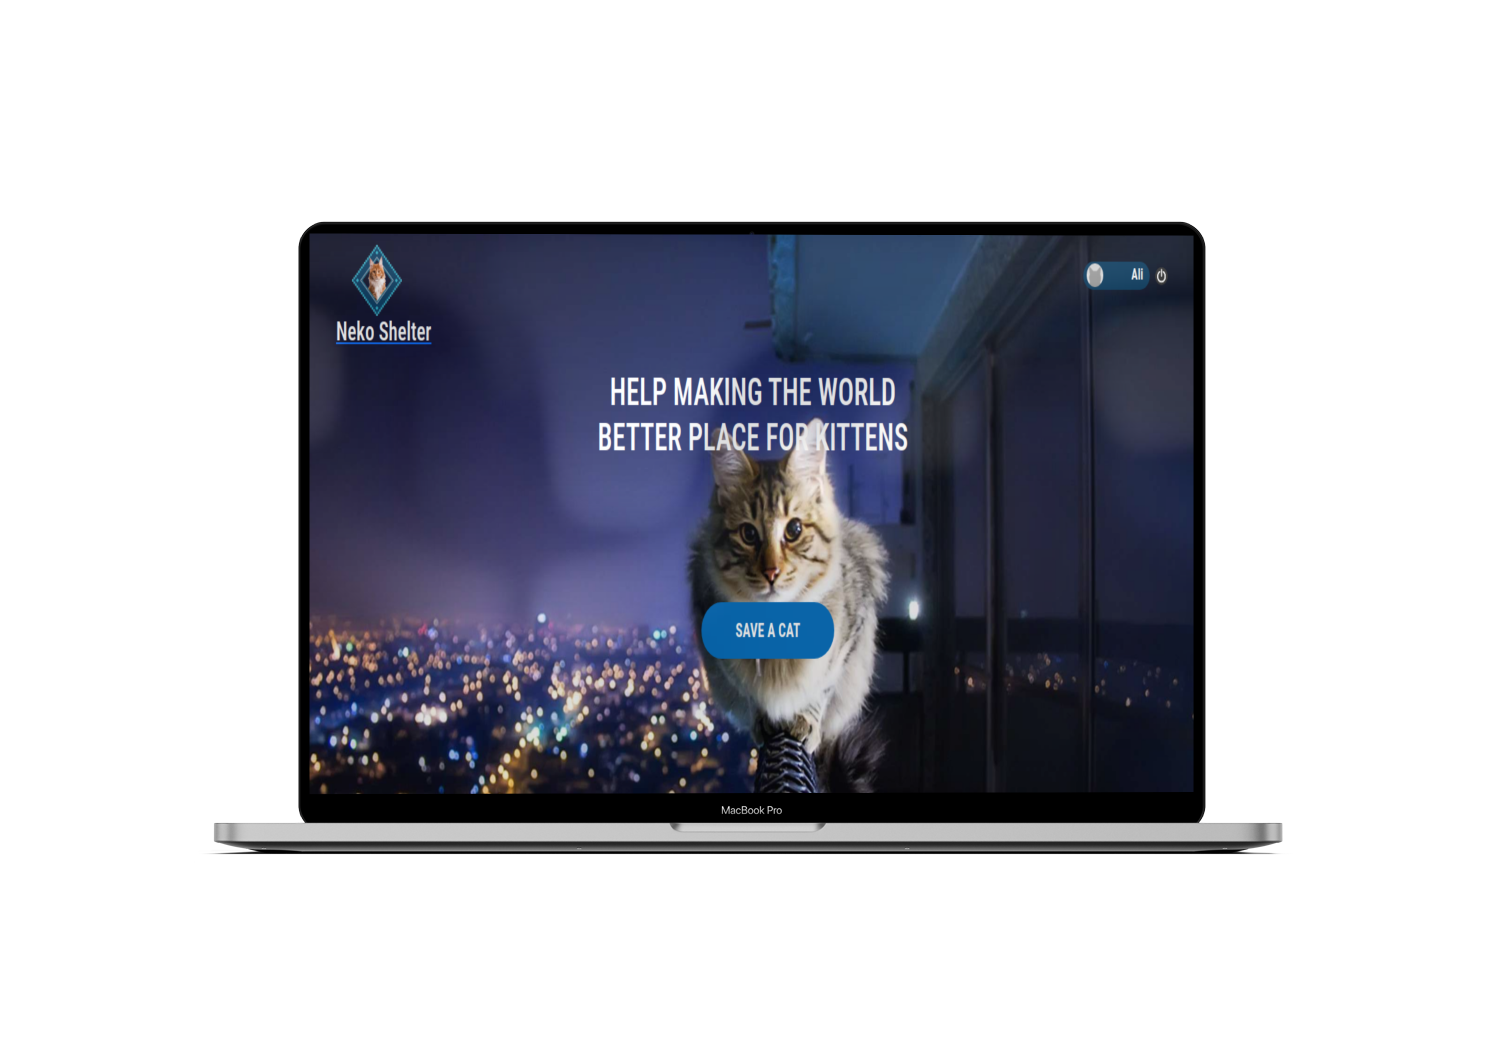 Neko Shelter
Ali
HELP MAKING THE WORLD
BETTER PLACE FOR KITTENS
SAVE A CAT
MacBook Pro